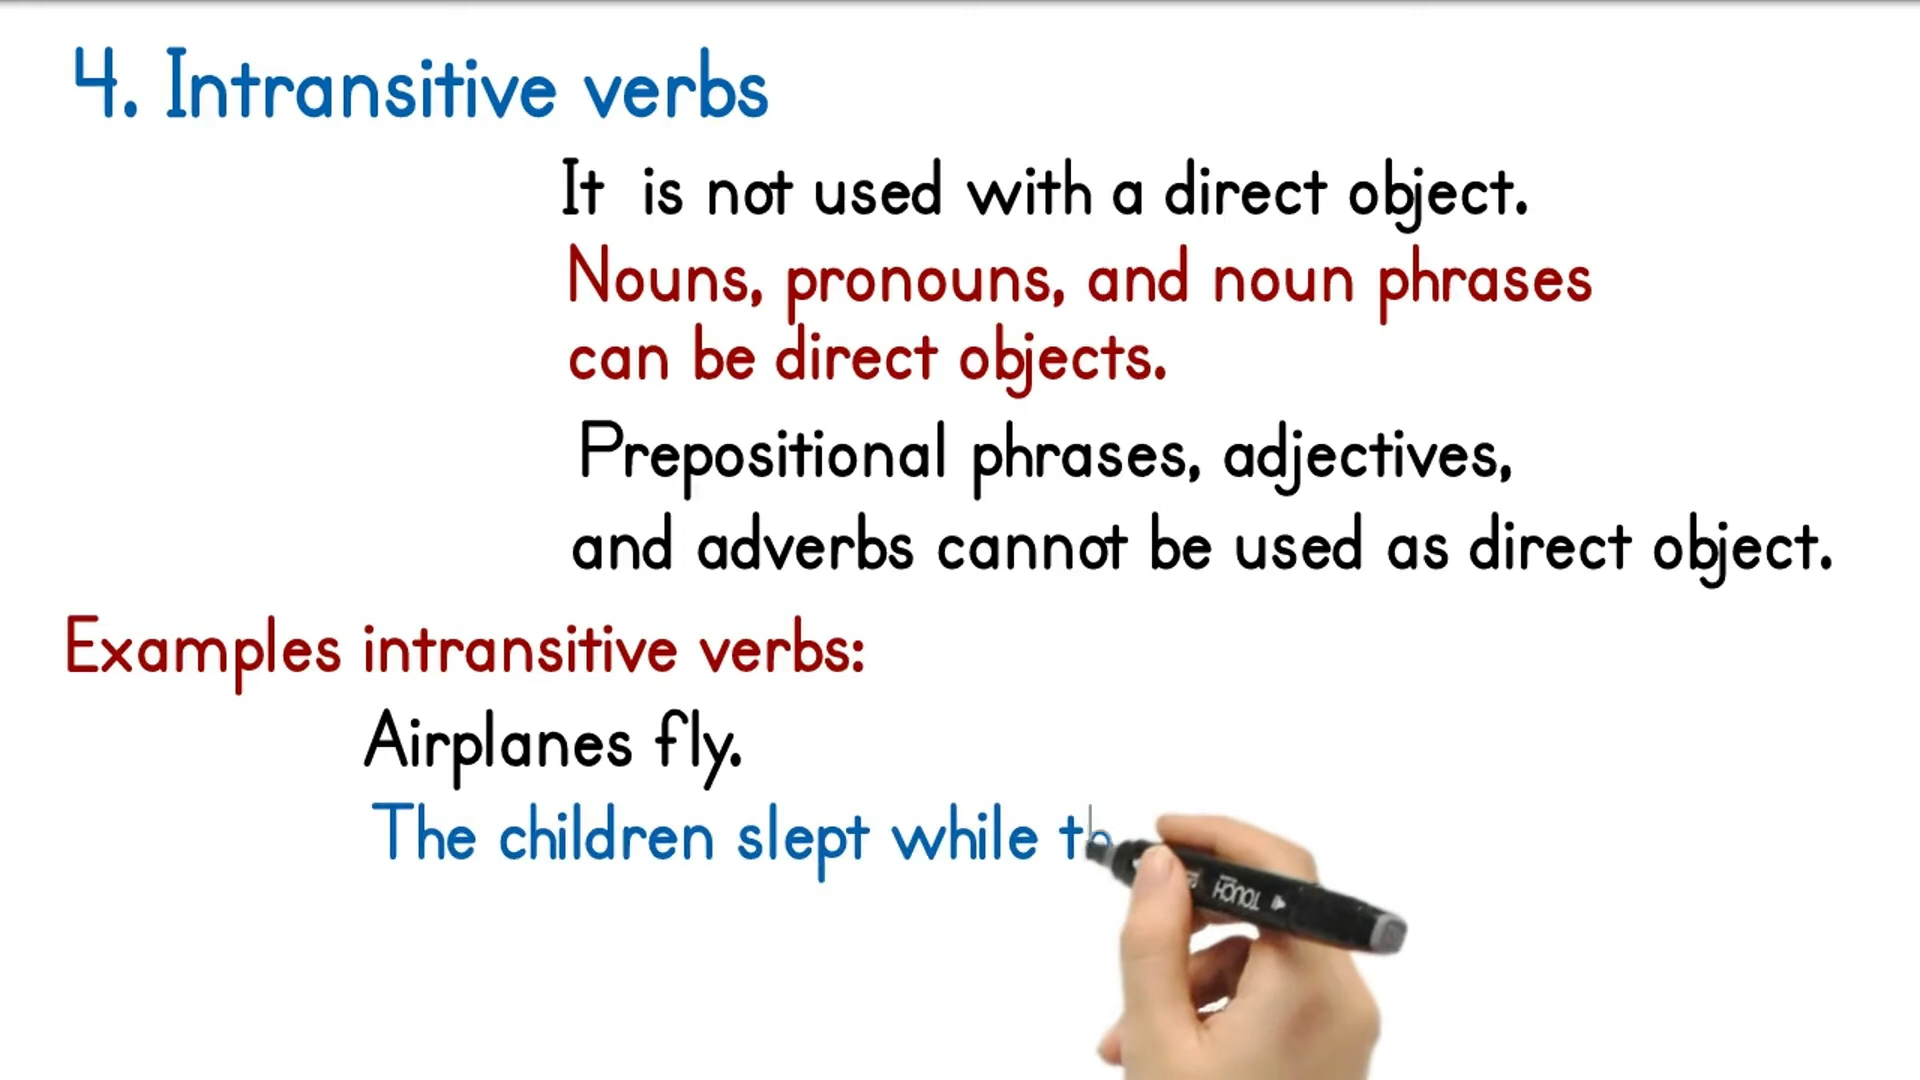 4. Intransitive verbs
It is not used with a direct object.
Nouns, pronouns, and noun phrases
can be direct objects.
Prepositional phrases, adjectives,
and adverbs cannot be used as direct object.
Examples intransitive verbs:
Airplanes fly.
The children slept while th
TOUCH